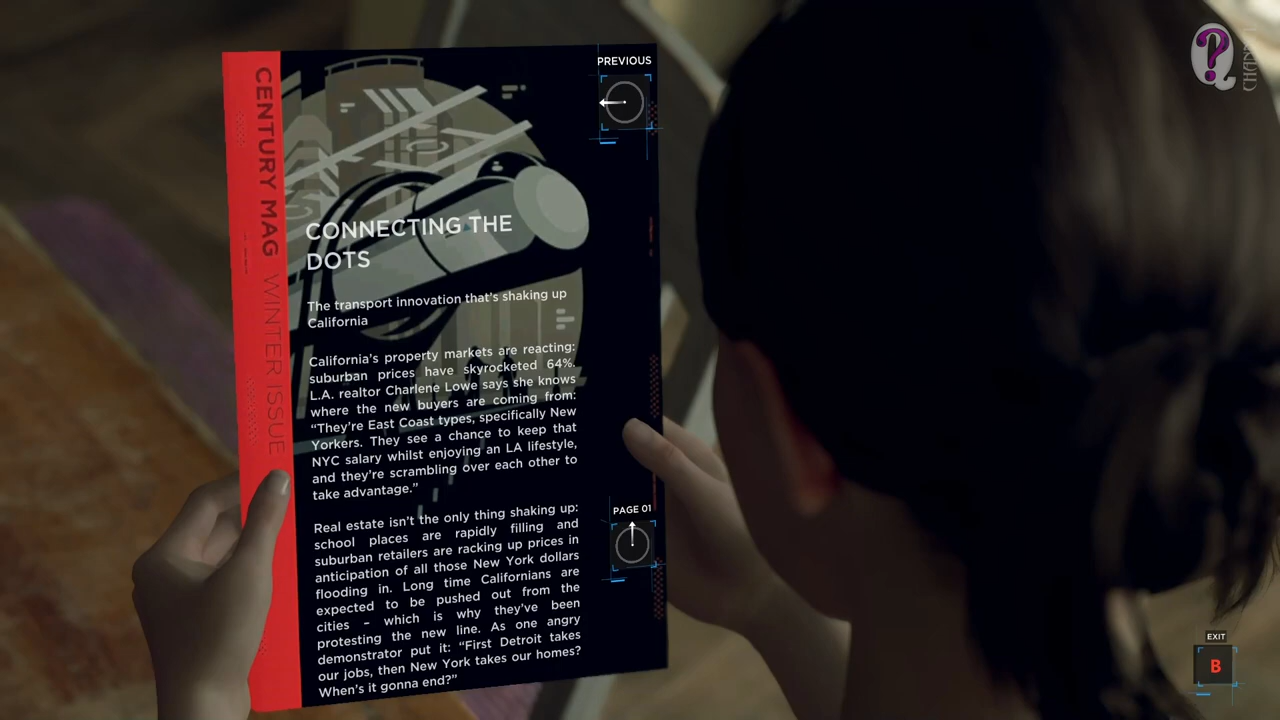 CENTURY MAG WINTER ISSUE
PREVIOUS
CONNECTING THE
DOTS
The transport innovation that's shaking up
California
California's property markets are reacting:
suburban prices have skyrocketed 64%.
L.A. realtor Charlene Lowe says she knows
where the new buyers are coming from:
“They're East Coast types, specifically New
Yorkers. They see a chance to keep that
NYC salary whilst enjoying an LA lifestyle,
and they're scrambling over each other to
take advantage.”
Real estate isn't the only thing shaking up:
school places are rapidly filling and
suburban retailers are racking up prices in
anticipation of all those New York dollars
flooding in. Long time Californians are
expected to be pushed out from the
cities – which is why they've been
protesting the new line. As one angry
demonstrator put it: “First Detroit takes
our jobs, then New York takes our homes?
When's it gonna end?”
PAGE 01
EXIT
B
?
CHANNEL